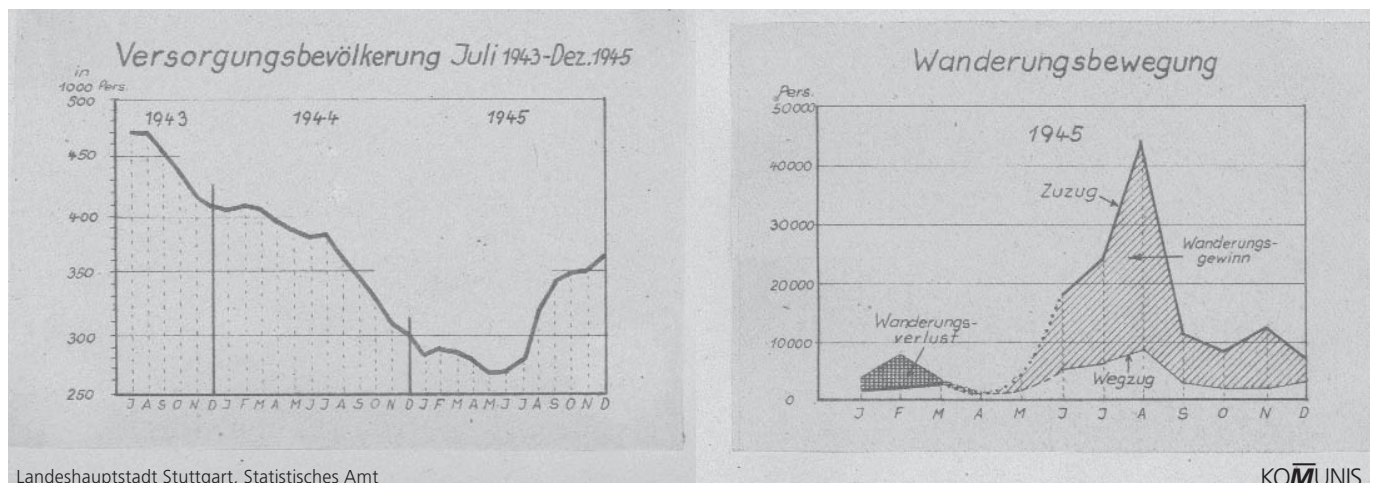 Versorgungsbevölkerung Juli 1943-Dez. 1945
in
1000 Pers.
500
450
400
350
300
250
1943
1944
1945
J A S O N D J F M A M J J A S O N D J F M A M J J A S O N D
Wanderungsbewegung
Pers.
50000
40000
30000
20000
10000
0
1945
Zuzug
Wanderungs-
gewinn
Wanderungs-
verlust
Wegzug
J F M A M J J A S O N D
Landeshauptstadt Stuttgart, Statistisches Amt
KOMUNIS